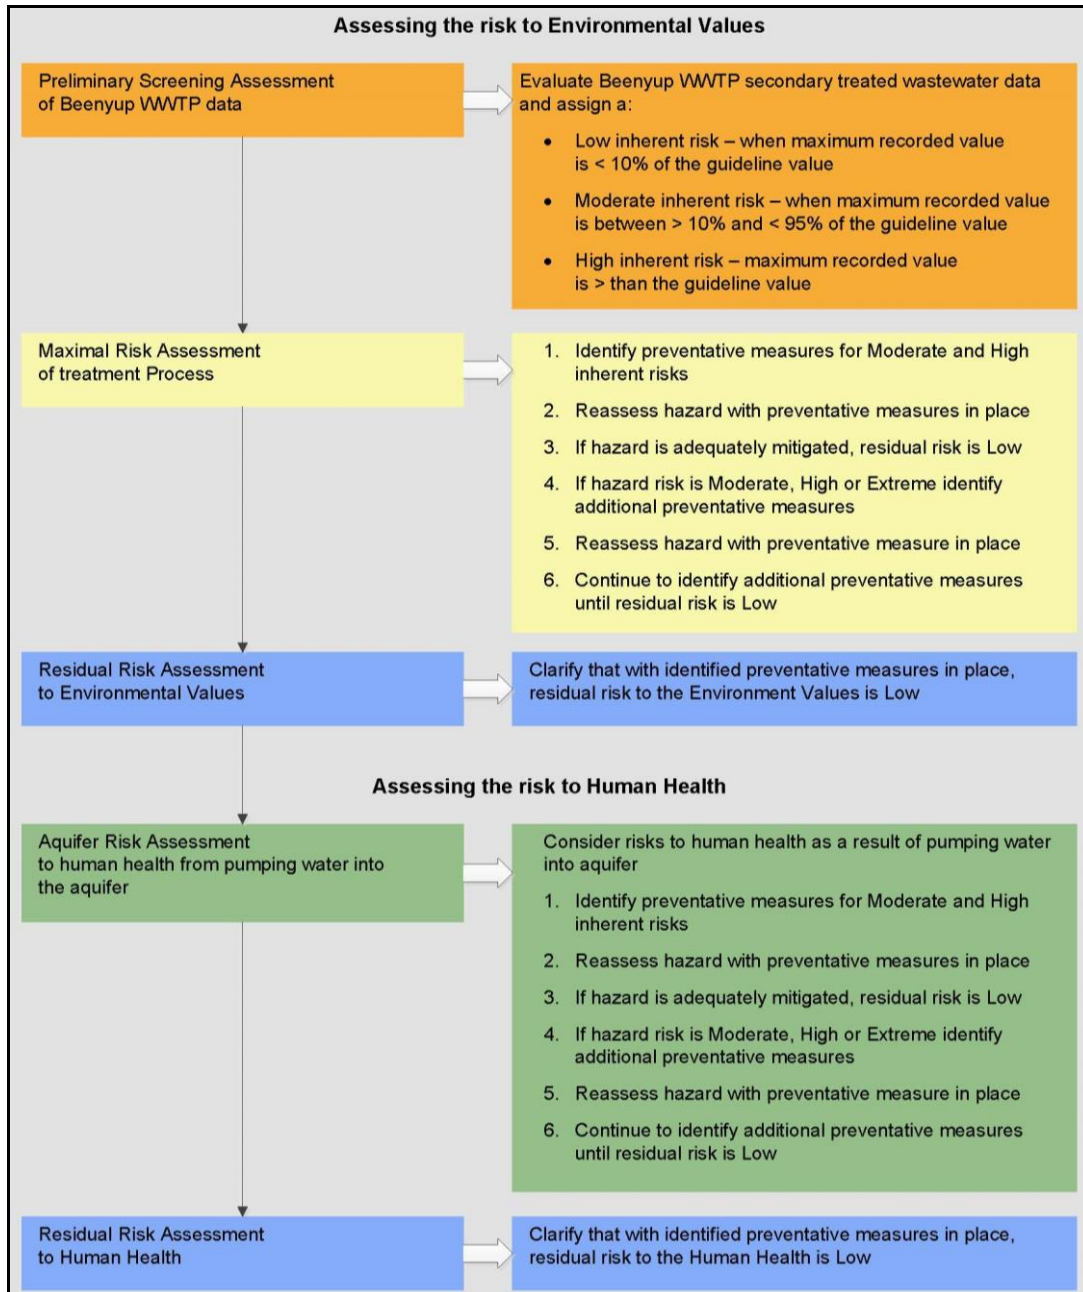 Assessing the risk to Environmental Values
Preliminary Screening Assessment
of Beenyup WWTP data
Evaluate Beenyup WWTP secondary treated wastewater data
and assign a:
• Low inherent risk – when maximum recorded value
is < 10% of the guideline value
• Moderate inherent risk – when maximum recorded value
is between > 10% and < 95% of the guideline value
• High inherent risk – maximum recorded value
is > than the guideline value
Maximal Risk Assessment
of treatment Process
1. Identify preventative measures for Moderate and High
inherent risks
2. Reassess hazard with preventative measures in place
3. If hazard is adequately mitigated, residual risk is Low
4. If hazard risk is Moderate, High or Extreme identify
additional preventative measures
5. Reassess hazard with preventative measure in place
6. Continue to identify additional preventative measures
until residual risk is Low
Residual Risk Assessment
to Environmental Values
Clarify that with identified preventative measures in place,
residual risk to the Environment Values is Low
Assessing the risk to Human Health
Aquifer Risk Assessment
to human health from pumping water into
the aquifer
Consider risks to human health as a result of pumping water
into aquifer
1. Identify preventative measures for Moderate and High
inherent risks
2. Reassess hazard with preventative measures in place
3. If hazard is adequately mitigated, residual risk is Low
4. If hazard risk is Moderate, High or Extreme identify
additional preventative measures
5. Reassess hazard with preventative measure in place
6. Continue to identify additional preventative measures
until residual risk is Low
Residual Risk Assessment
to Human Health
Clarify that with identified preventative measures in place,
residual risk to the Human Health is Low